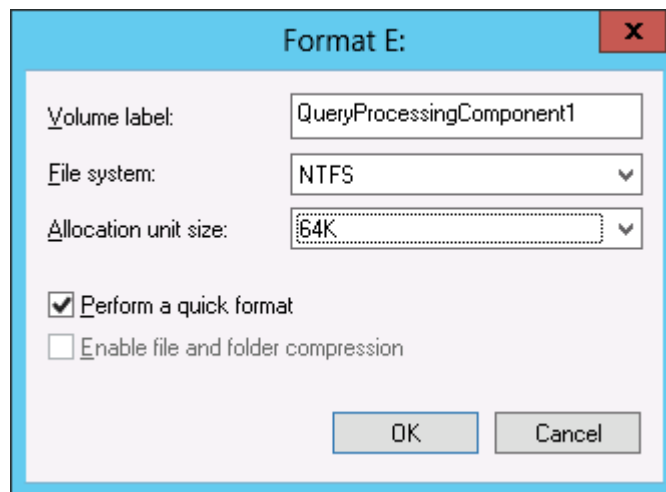 Format E:
x
Volume label: QueryProcessingComponent1
File system: NTFS
Allocation unit size: 64K
Perform a quick format
Enable file and folder compression
OK Cancel